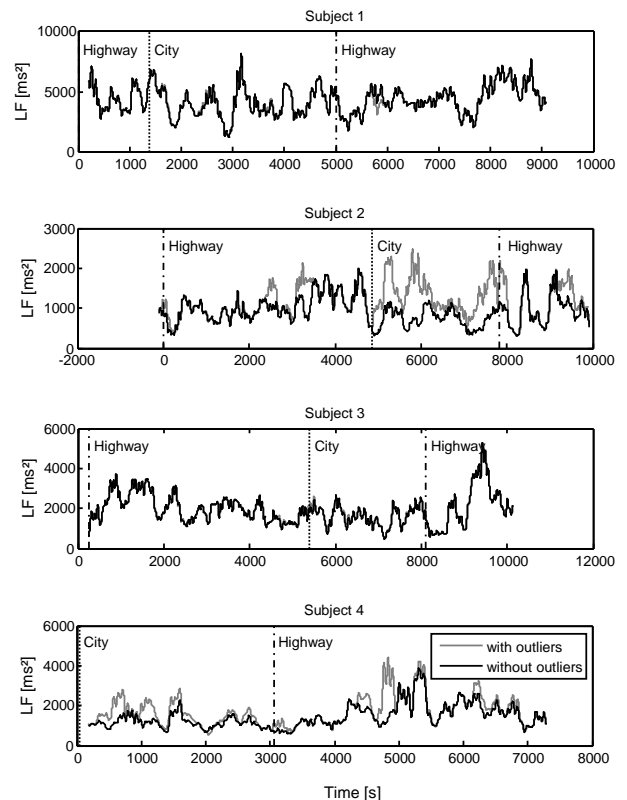 Subject 1
10000
5000
0
LF [ms²]
Highway
City
Highway
0 1000 2000 3000 4000 5000 6000 7000 8000 9000 10000
Subject 2
3000
2000
1000
0
LF [ms²]
Highway
City
Highway
-2000 0 2000 4000 6000 8000 10000
Subject 3
6000
4000
2000
0
LF [ms²]
Highway
City
Highway
0 2000 4000 6000 8000 10000 12000
Subject 4
6000
4000
2000
0
LF [ms²]
City
Highway
with outliers
without outliers
0 1000 2000 3000 4000 5000 6000 7000 8000
Time [s]